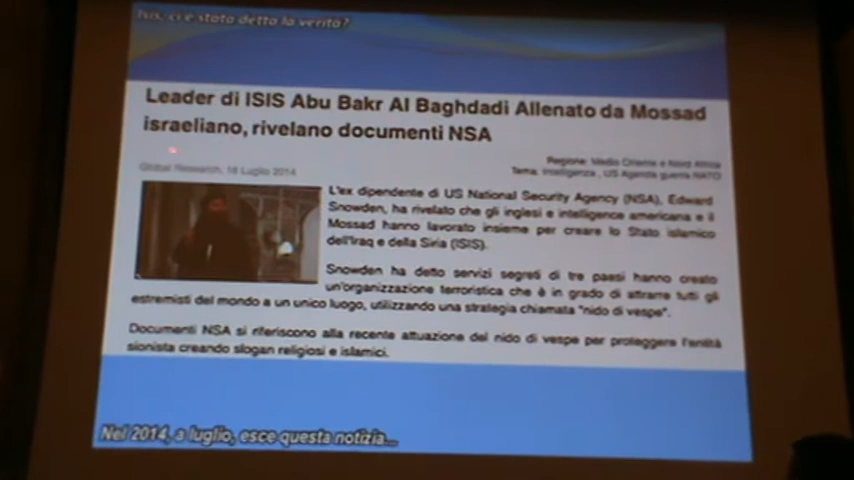 Isis, ci è stato detto la verità?
Leader di ISIS Abu Bakr Al Baghdadi Allenato da Mossad
israeliano, rivelano documenti NSA
Regione: Medio Oriente e Nord Africa
Global Research, 16 Luglio 2014
Tema: Intelligenza , US Agenda guerra NATO
L'ex dipendente di US National Security Agency (NSA), Edward
Snowden, ha rivelato che gli inglesi e intelligence americana e il
Mossad hanno lavorato insieme per creare lo Stato islamico
dell'Iraq e della Siria (ISIS).
Snowden ha detto servizi segreti di tre paesi hanno creato
un'organizzazione terroristica che è in grado di attrarre tutti gli
estremisti del mondo a un unico luogo, utilizzando una strategia chiamata "nido di vespe".
Documenti NSA si riferiscono alla recente attuazione del nido di vespe per proteggere l'entità
sionista creando slogan religiosi e islamici.
Nel 2014, a luglio, esce questa notizia...